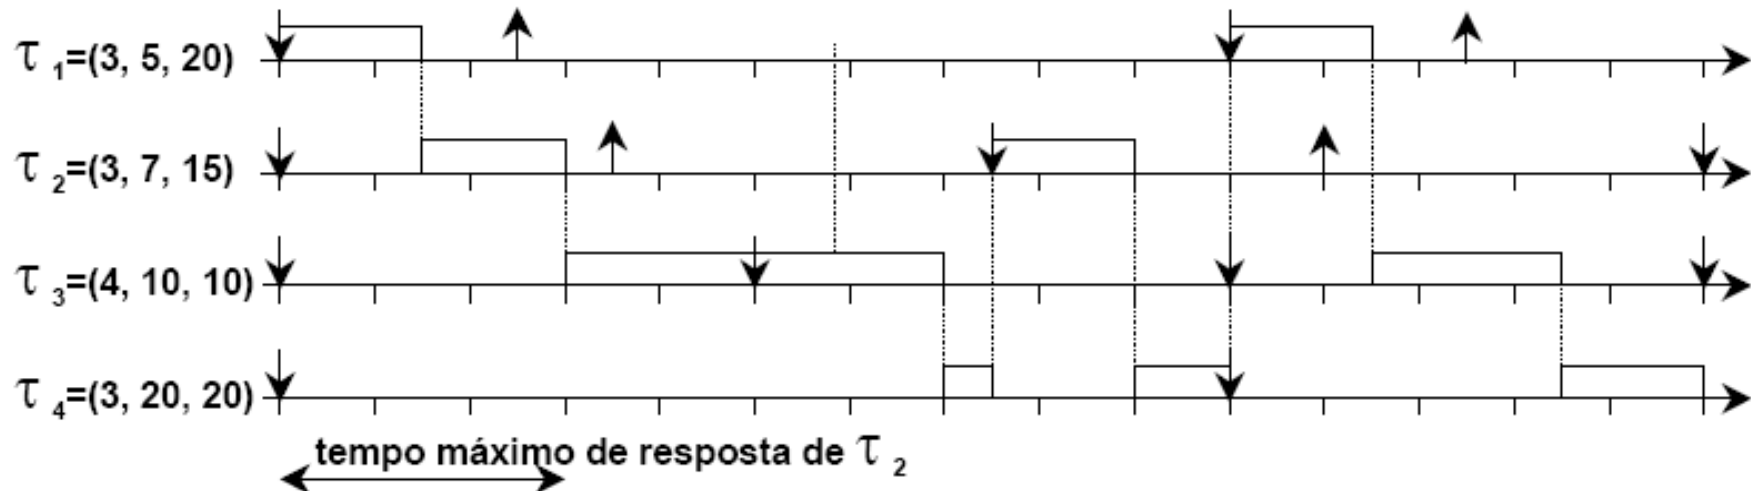 τ 1=(3, 5, 20)
τ 2=(3, 7, 15)
τ 3=(4, 10, 10)
τ 4=(3, 20, 20)
tempo máximo de resposta de τ 2